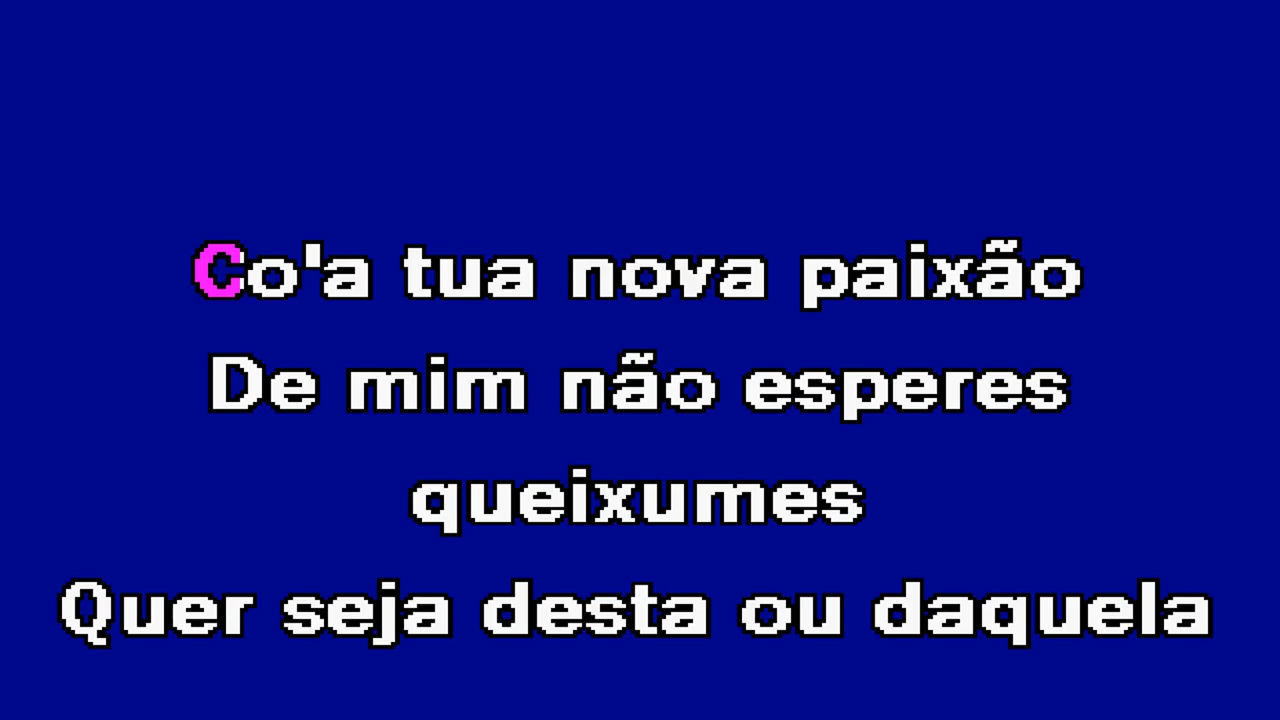 Co'a tua nova paixão
De mim não esperes
queixumes
Quer seja desta ou daquela